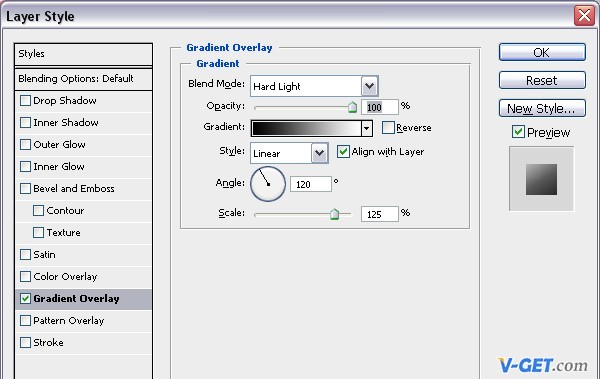 Layer Style
Styles
Blending Options: Default
Drop Shadow
Inner Shadow
Outer Glow
Inner Glow
Bevel and Emboss
Contour
Texture
Satin
Color Overlay
Gradient Overlay
Pattern Overlay
Stroke
Gradient Overlay
Gradient
Blend Mode: Hard Light
Opacity: 100 %
Gradient: Reverse
Style: Linear Align with Layer
Angle: 120 °
Scale: 125 %
OK
Reset
New Style...
Preview
V-GET.com